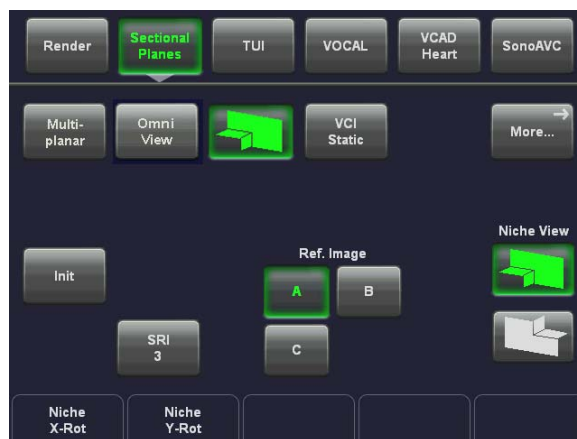 Render
Sectional
Planes
TUI
VOCAL
VCAD
Heart
SonoAVC
Multi-
planar
Omni
View
VCI
Static
More...
Niche View
Init
Ref. Image
A
B
SRI
3
C
Niche
X-Rot
Niche
Y-Rot